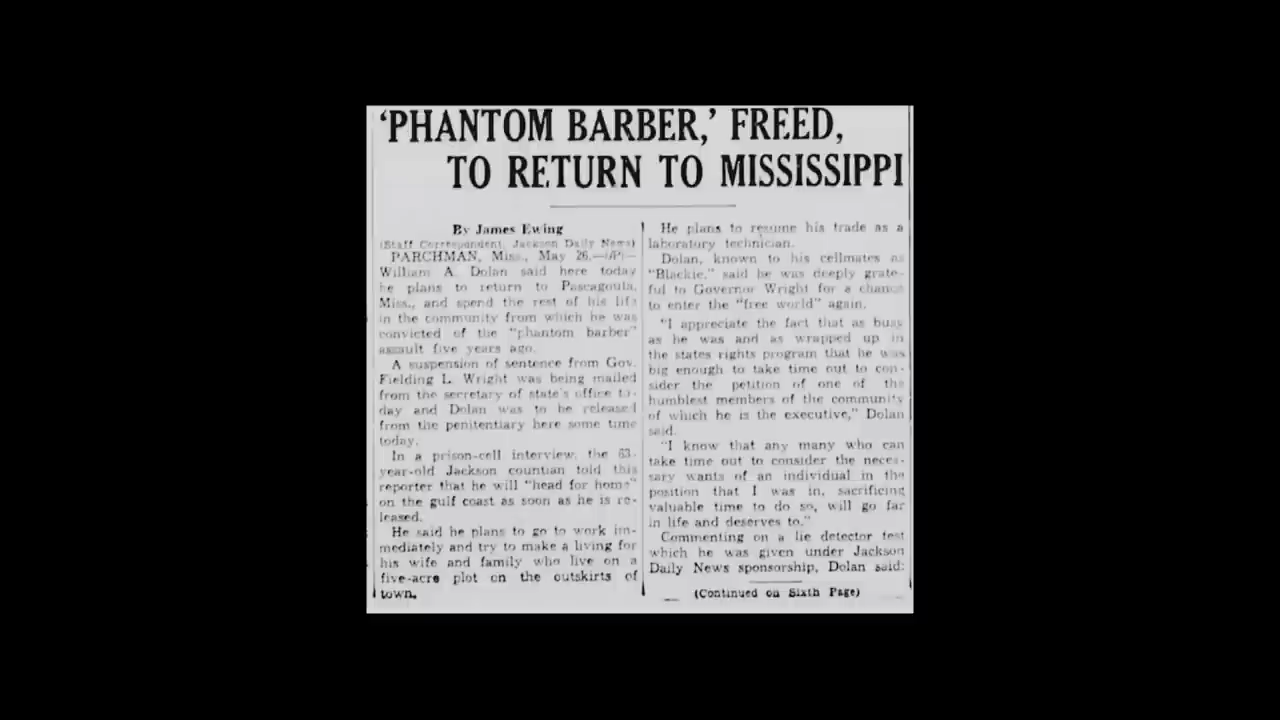 ‘PHANTOM BARBER,’ FREED,
TO RETURN TO MISSISSIPPI
By James Ewing
(Staff Correspondent, Jackson Daily News)
PARCHMAN, Miss., May 26.—(AP)—
William A. Dolan said here today
he plans to return to Pascagoula,
Miss., and spend the rest of his life
in the community from which he was
convicted of the "phantom barber"
assault five years ago.
A suspension of sentence from Gov.
Fielding L. Wright was being mailed
from the secretary of state's office to-
day and Dolan was to be released
from the penitentiary here some time
today.
In a prison-cell interview, the 63-
year-old Jackson countian told this
reporter that he will "head for home"
on the gulf coast as soon as he is re-
leased.
He said he plans to go to work im-
mediately and try to make a living for
his wife and family who live on a
five-acre plot on the outskirts of
town.
He plans to resume his trade as a
laboratory technician.
Dolan, known to his cellmates as
"Blackie," said he was deeply grate-
ful to Governor Wright for a chance
to enter the "free world" again.
"I appreciate the fact that as busy
as he was and as wrapped up in
the states rights program that he was
big enough to take time out to con-
sider the petition of one of the
humblest members of the community
of which he is the executive," Dolan
said.
"I know that any many who can
take time out to consider the neces-
sary wants of an individual in the
position that I was in, sacrificing
valuable time to do so, will go far
in life and deserves to."
Commenting on a lie detector test
which he was given under Jackson
Daily News sponsorship, Dolan said:
(Continued on Sixth Page)